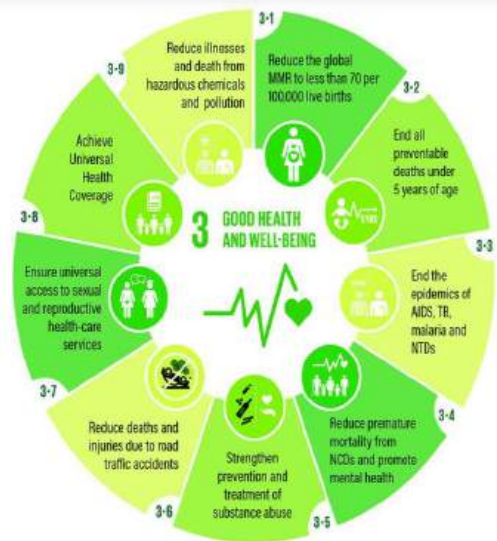 3 GOOD HEALTH
AND WELL-BEING
3·1
Reduce the global
MMR to less than 70 per
100,000 live births
3·2
End all
preventable
deaths under
5 years of age
3·3
End the
epidemics of
AIDS, TB,
malaria and
NTDs
3·4
Reduce premature
mortality from
NCDs and promote
mental health
3·5
Strengthen
prevention and
treatment of
substance abuse
3·6
Reduce deaths and
injuries due to road
traffic accidents
3·7
Ensure universal
access to sexual
and reproductive
health-care
services
3·8
Achieve
Universal
Health
Coverage
3·9
Reduce illnesses
and death from
hazardous chemicals
and pollution